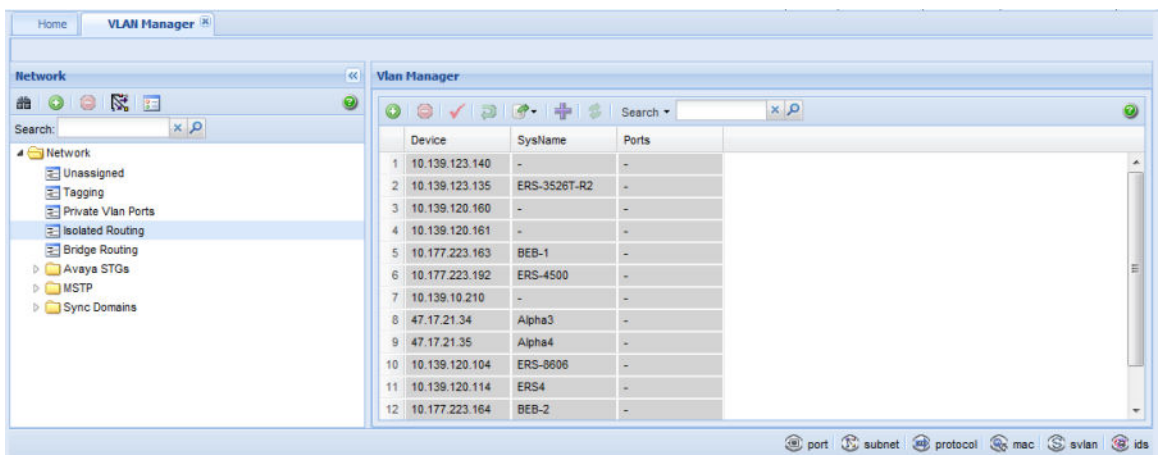 Home VLAN Manager
Network
Search:
Network
Unassigned
Tagging
Private Vlan Ports
Isolated Routing
Bridge Routing
Avaya STGs
MSTP
Sync Domains
Vlan Manager
Search
Device SysName Ports
1 10.139.123.140 - -
2 10.139.123.135 ERS-3526T-R2 -
3 10.139.120.160 - -
4 10.139.120.161 - -
5 10.177.223.163 BEB-1 -
6 10.177.223.192 ERS-4500 -
7 10.139.10.210 - -
8 47.17.21.34 Alpha3 -
9 47.17.21.35 Alpha4 -
10 10.139.120.104 ERS-8606 -
11 10.139.120.114 ERS4 -
12 10.177.223.164 BEB-2 -
port subnet protocol mac svlan ids